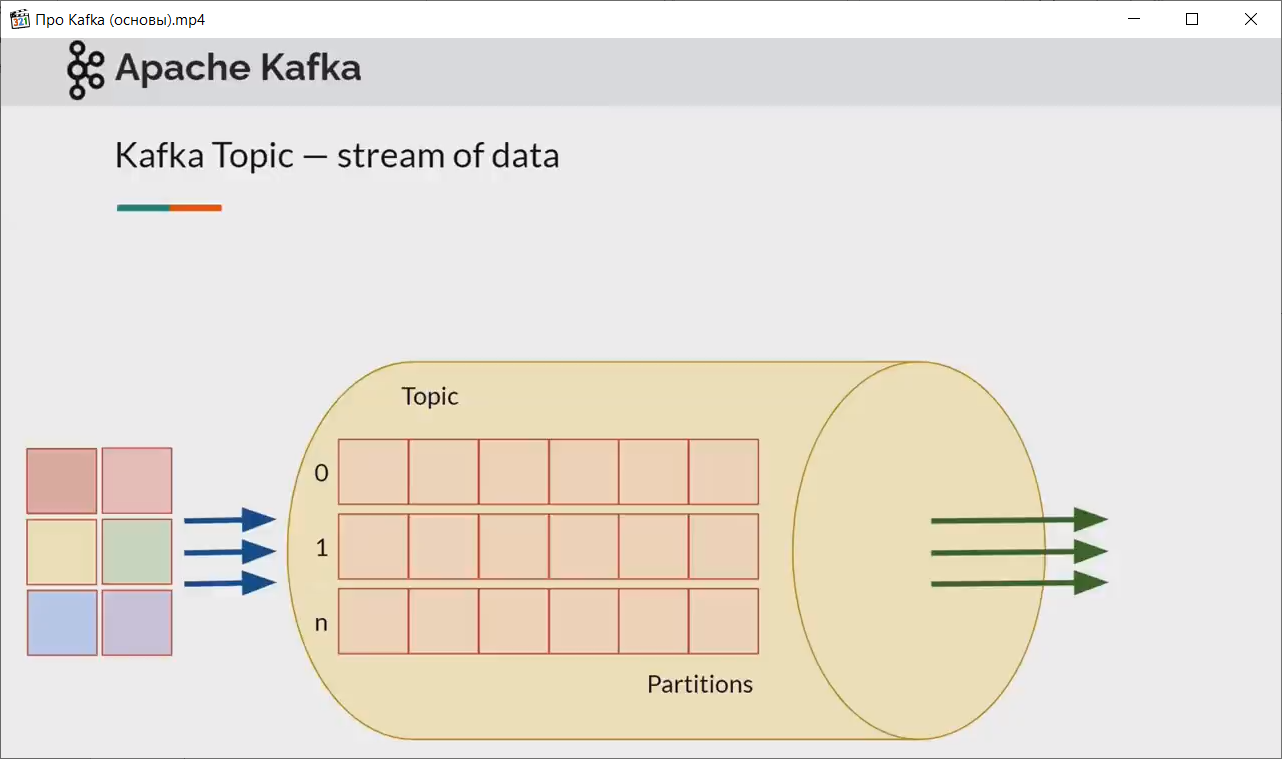 Про Kafka (основы).mp4
Apache Kafka
Kafka Topic — stream of data
Topic
0
1
n
Partitions